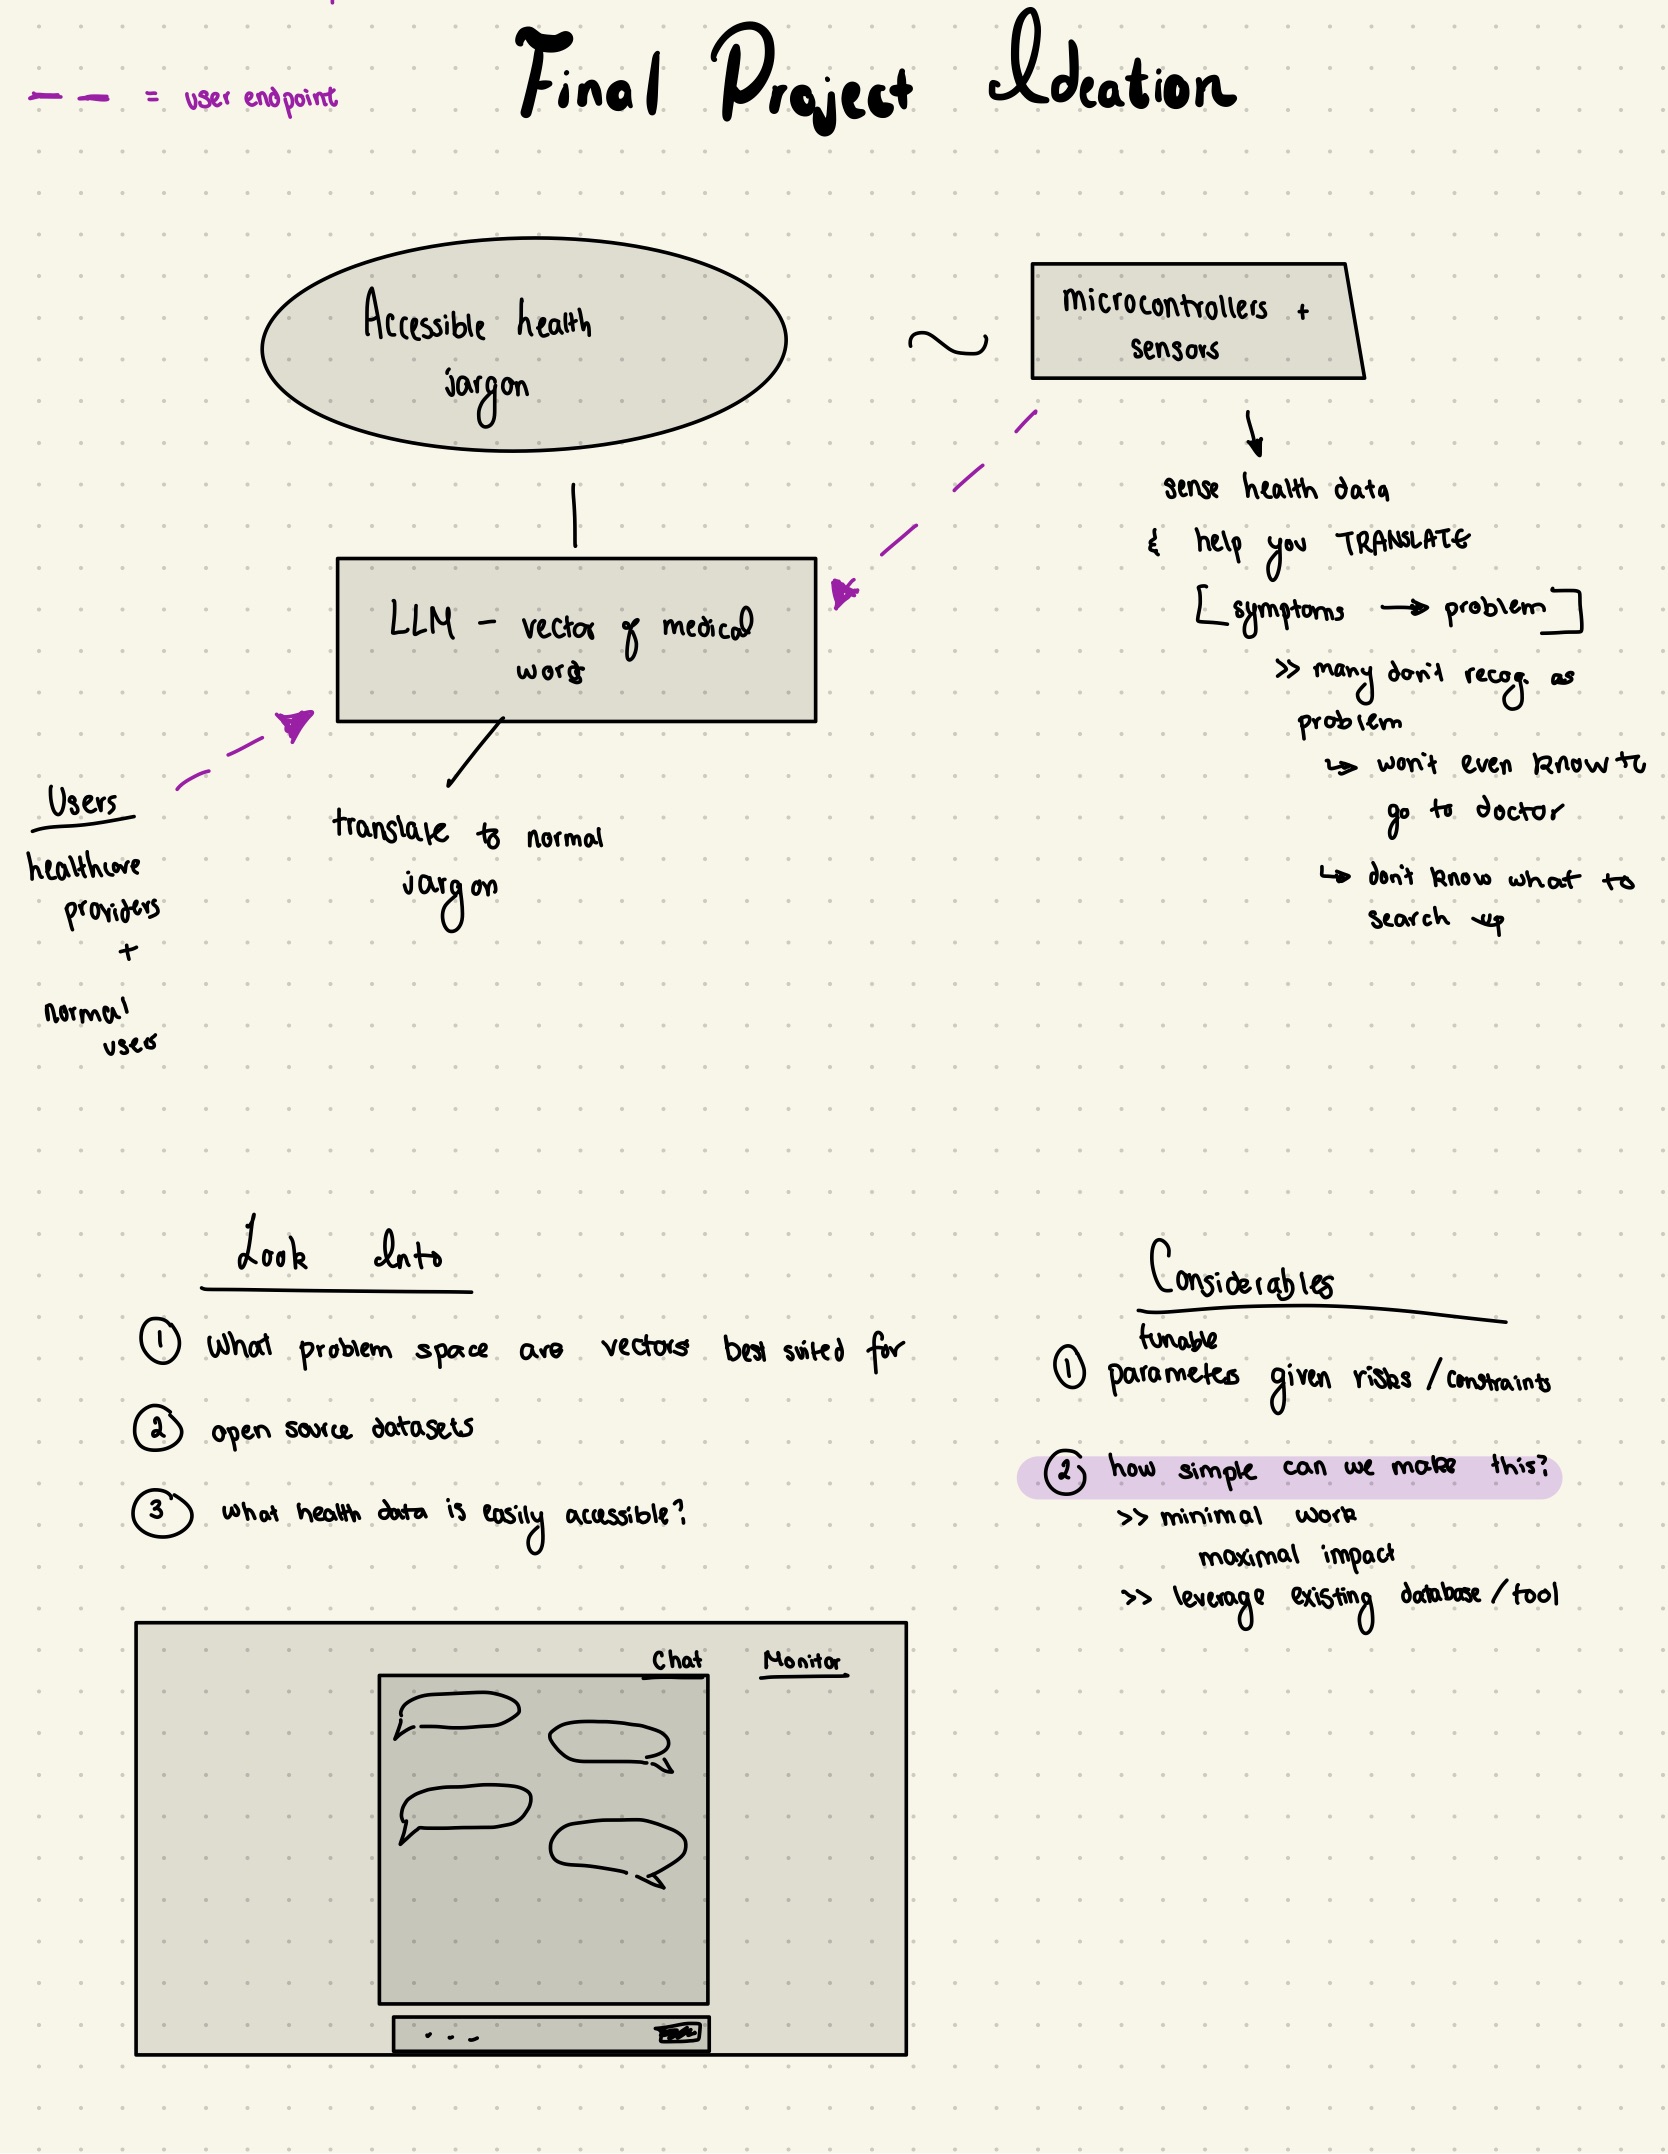 Final Project Ideation
-- -- = user endpoint
Accessible health
jargon
microcontrollers +
sensors
sense health data
& help you TRANSLATE
[symptoms → problem]
>> many don't recog. as
problem
↳ won't even know to
go to doctor
↳ don't know what to
search up
LLM - vector of medical
words
translate to normal
jargon
Users
healthcare
providers
+
normal
users
Look Into
① What problem space are vectors best suited for
② open source datasets
③ what health data is easily accessible?
Considerables
tunable
① parameters given risks / constraints
② how simple can we make this?
>> minimal work
maximal impact
>> leverage existing database / tool
Chat Monitor
...